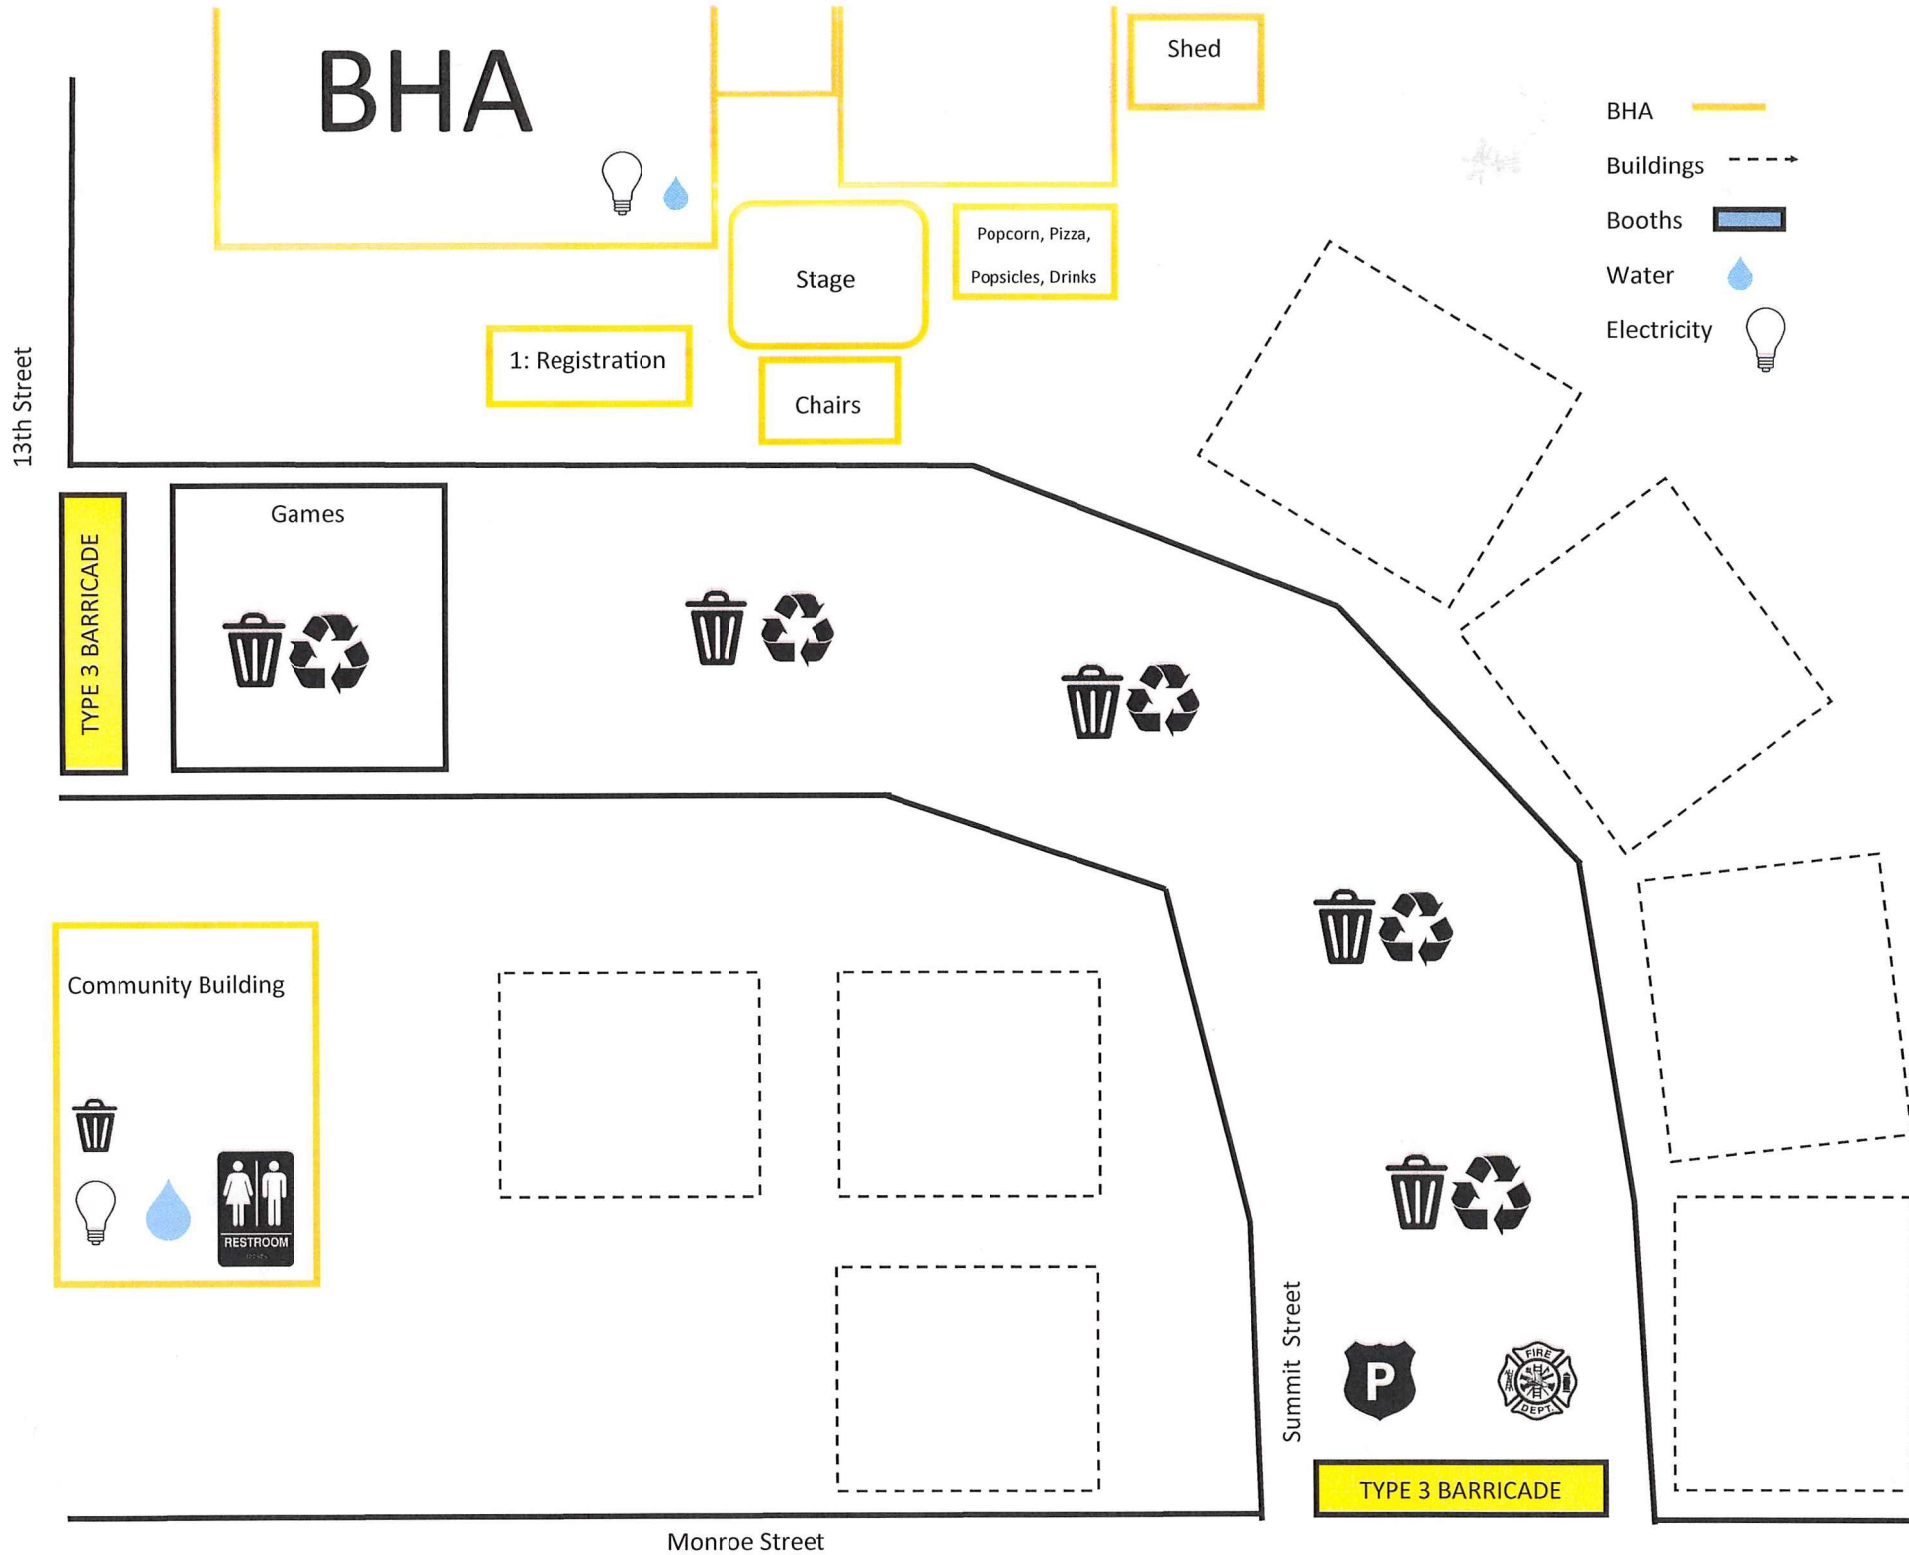 BHA
Shed
BHA
Buildings
Booths
Water
Electricity
Popcorn, Pizza,
Popsicles, Drinks
Stage
1: Registration
Chairs
13th Street
TYPE 3 BARRICADE
Games
Community Building
RESTROOM
Summit Street
P
FIRE
DEPT.
TYPE 3 BARRICADE
Monroe Street